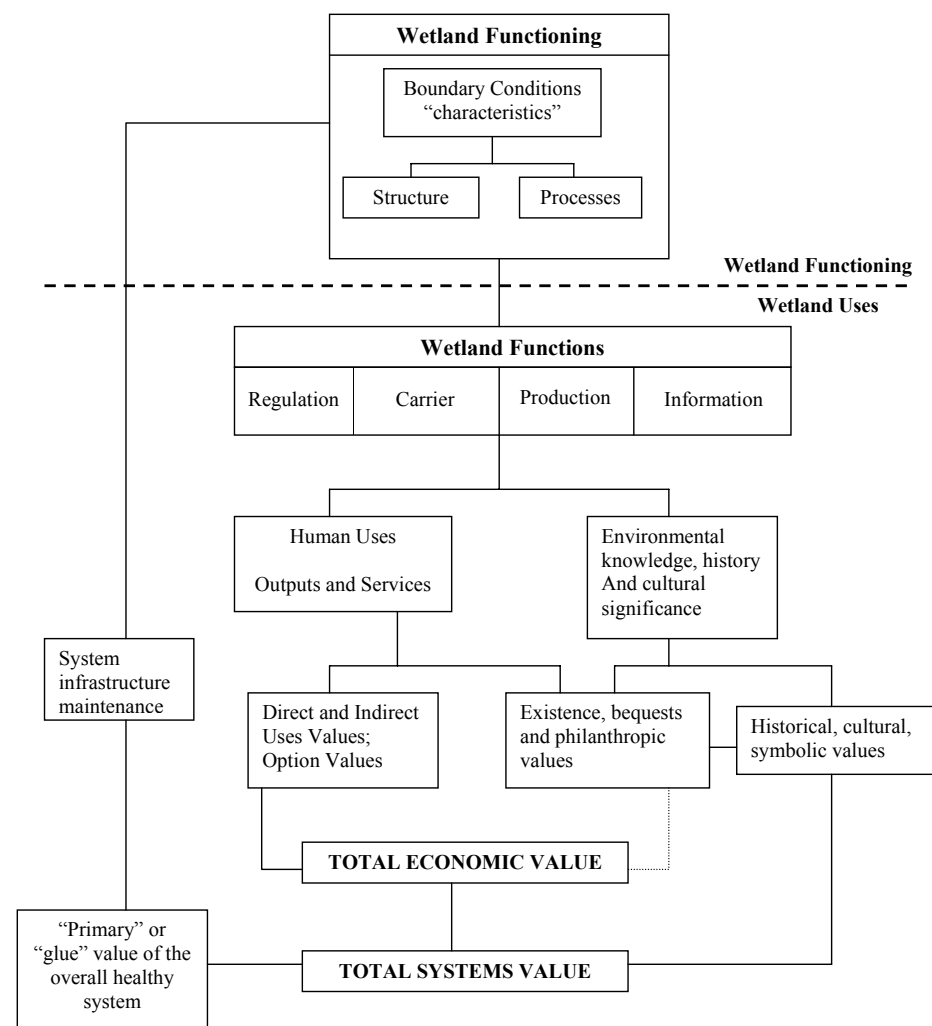 Wetland Functioning
Boundary Conditions
“characteristics”
Structure
Processes
Wetland Functioning
Wetland Uses
Wetland Functions
Regulation
Carrier
Production
Information
Human Uses
Outputs and Services
Environmental
knowledge, history
And cultural
significance
System
infrastructure
maintenance
Direct and Indirect
Uses Values;
Option Values
Existence, bequests
and philanthropic
values
Historical, cultural,
symbolic values
TOTAL ECONOMIC VALUE
“Primary” or
“glue” value of the
overall healthy
system
TOTAL SYSTEMS VALUE